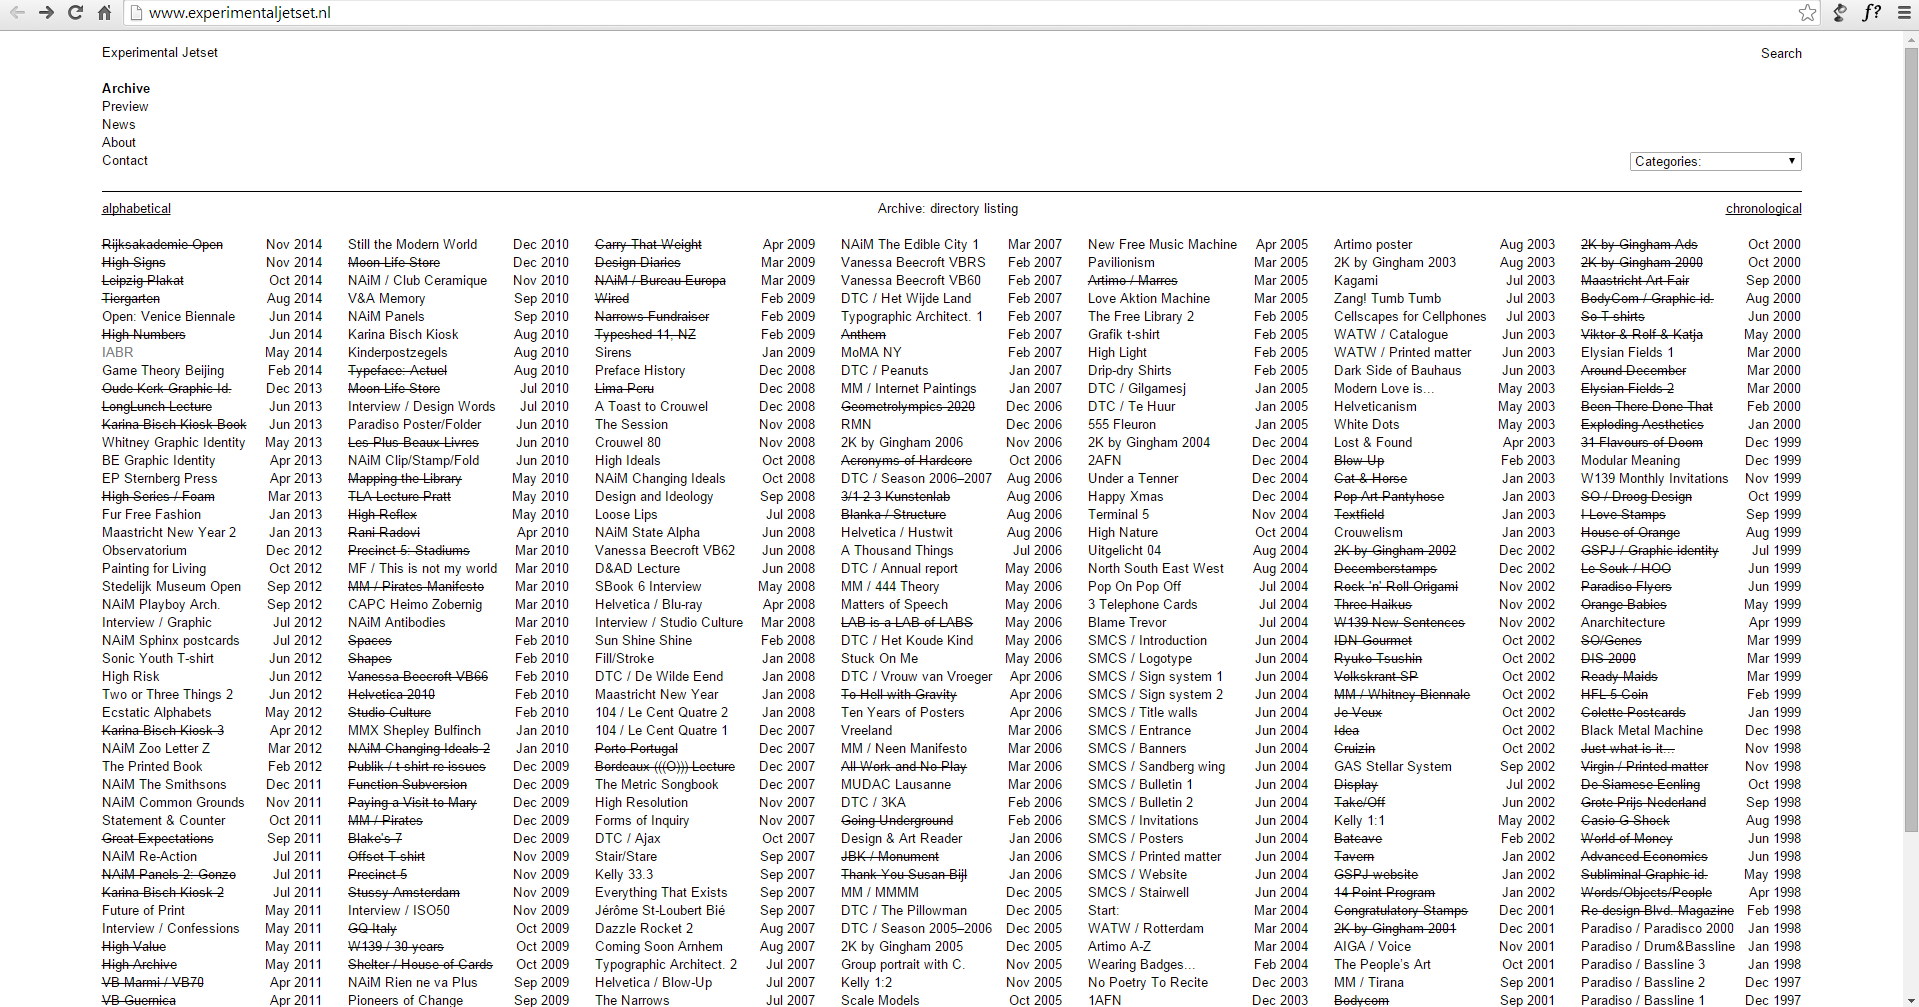 www.experimentaljetset.nl
f?
Experimental Jetset
Search
Archive
Preview
News
About
Contact
Categories:
alphabetical
Archive: directory listing
chronological
Rijksakademie Open Nov 2014
High Signs Nov 2014
Leipzig Plakat Oct 2014
Tiergarten Aug 2014
Open: Venice Biennale Jun 2014
High Numbers Jun 2014
IABR May 2014
Game Theory Beijing Feb 2014
Oude Kerk Graphic Id. Dec 2013
LongLunch Lecture Jun 2013
Karina Bisch Kiosk Book Jun 2013
Whitney Graphic Identity May 2013
BE Graphic Identity Apr 2013
EP Sternberg Press Apr 2013
High Series / Foam Mar 2013
Fur Free Fashion Jan 2013
Maastricht New Year 2 Jan 2013
Observatorium Dec 2012
Painting for Living Oct 2012
Stedelijk Museum Open Sep 2012
NAiM Playboy Arch. Sep 2012
Interview / Graphic Jul 2012
NAiM Sphinx postcards Jul 2012
Sonic Youth T-shirt Jun 2012
High Risk Jun 2012
Two or Three Things 2 Jun 2012
Ecstatic Alphabets May 2012
Karina Bisch Kiosk 3 Apr 2012
NAiM Zoo Letter Z Mar 2012
The Printed Book Feb 2012
NAiM The Smithsons Dec 2011
NAiM Common Grounds Nov 2011
Statement & Counter Oct 2011
Great Expectations Sep 2011
NAiM Re-Action Jul 2011
NAiM Panels 2: Gonzo Jul 2011
Karina Bisch Kiosk 2 Jul 2011
Future of Print May 2011
Interview / Confessions May 2011
High Value May 2011
High Archive May 2011
VB Marmi / VB70 Apr 2011
VB Guernica Apr 2011
Still the Modern World Dec 2010
Moon Life Store Dec 2010
NAiM / Club Ceramique Nov 2010
V&A Memory Sep 2010
NAiM Panels Sep 2010
Karina Bisch Kiosk Aug 2010
Kinderpostzegels Aug 2010
Typeface: Actuel Aug 2010
Moon Life Store Jul 2010
Interview / Design Words Jul 2010
Paradiso Poster/Folder Jun 2010
Les Plus Beaux Livres Jun 2010
NAiM Clip/Stamp/Fold Jun 2010
Mapping the Library May 2010
TLA Lecture Pratt May 2010
High Reflex May 2010
Rani Radovi Apr 2010
Precinct 5: Stadiums Mar 2010
MF / This is not my world Mar 2010
MM / Pirates Manifesto Mar 2010
CAPC Heimo Zobernig Mar 2010
NAiM Antibodies Mar 2010
Spaces Feb 2010
Shapes Feb 2010
Vanessa Beecroft VB66 Feb 2010
Helvetica 2010 Feb 2010
Studio Culture Feb 2010
MMX Shepley Bulfinch Jan 2010
NAiM Changing Ideals 2 Jan 2010
Publik / t-shirt re-issues Dec 2009
Function Subversion Dec 2009
Paying a Visit to Mary Dec 2009
MM / Pirates Dec 2009
Blake's 7 Dec 2009
Offset T-shirt Nov 2009
Precinct 5 Nov 2009
Stussy Amsterdam Nov 2009
Interview / ISO50 Nov 2009
GQ Italy Oct 2009
W139 / 30 years Oct 2009
Shelter / House of Cards Oct 2009
NAiM Rien ne va Plus Sep 2009
Pioneers of Change Sep 2009
Carry That Weight Apr 2009
Design Diaries Mar 2009
NAiM / Bureau Europa Mar 2009
Wired Feb 2009
Narrows Fundraiser Feb 2009
Typeshed 11, NZ Feb 2009
Sirens Jan 2009
Preface History Dec 2008
Lima Peru Dec 2008
A Toast to Crouwel Dec 2008
The Session Nov 2008
Crouwel 80 Nov 2008
High Ideals Oct 2008
NAiM Changing Ideals Oct 2008
Design and Ideology Sep 2008
Loose Lips Jul 2008
NAiM State Alpha Jun 2008
Vanessa Beecroft VB62 Jun 2008
D&AD Lecture Jun 2008
SBook 6 Interview May 2008
Helvetica / Blu-ray Apr 2008
Interview / Studio Culture Mar 2008
Sun Shine Shine Feb 2008
Fill/Stroke Jan 2008
DTC / De Wilde Eend Jan 2008
Maastricht New Year Jan 2008
104 / Le Cent Quatre 2 Jan 2008
104 / Le Cent Quatre 1 Dec 2007
Porto Portugal Dec 2007
Bordeaux (((O))) Lecture Dec 2007
The Metric Songbook Dec 2007
High Resolution Nov 2007
Forms of Inquiry Nov 2007
DTC / Ajax Oct 2007
Stair/Stare Sep 2007
Kelly 33.3 Sep 2007
Everything That Exists Sep 2007
Jérôme St-Loubert Bié Sep 2007
Dazzle Rocket 2 Aug 2007
Coming Soon Arnhem Aug 2007
Typographic Architect. 2 Jul 2007
Helvetica / Blow-Up Jul 2007
The Narrows Jul 2007
NAiM The Edible City 1 Mar 2007
Vanessa Beecroft VBRS Feb 2007
Vanessa Beecroft VB60 Feb 2007
DTC / Het Wijde Land Feb 2007
Typographic Architect. 1 Feb 2007
Anthem Feb 2007
MoMA NY Feb 2007
DTC / Peanuts Jan 2007
MM / Internet Paintings Jan 2007
Geometrolympics 2020 Dec 2006
RMN Dec 2006
2K by Gingham 2006 Nov 2006
Acronyms of Hardcore Oct 2006
DTC / Season 2006–2007 Aug 2006
3/1 2 3 Kunstenlab Aug 2006
Blanka / Structure Aug 2006
Helvetica / Hustwit Aug 2006
A Thousand Things Jul 2006
DTC / Annual report May 2006
MM / 444 Theory May 2006
Matters of Speech May 2006
LAB is a LAB of LABS May 2006
DTC / Het Koude Kind May 2006
Stuck On Me May 2006
DTC / Vrouw van Vroeger Apr 2006
To Hell with Gravity Apr 2006
Ten Years of Posters Apr 2006
Vreeland Mar 2006
MM / Neen Manifesto Mar 2006
All Work and No Play Mar 2006
MUDAC Lausanne Mar 2006
DTC / 3KA Feb 2006
Going Underground Feb 2006
Design & Art Reader Jan 2006
JBK / Monument Jan 2006
Thank You Susan Bijl Jan 2006
MM / MMMM Dec 2005
DTC / The Pillowman Dec 2005
DTC / Season 2005–2006 Dec 2005
2K by Gingham 2005 Dec 2005
Group portrait with C. Nov 2005
Kelly 1:2 Nov 2005
Scale Models Oct 2005
New Free Music Machine Apr 2005
Pavilionism Mar 2005
Artimo / Marres Mar 2005
Love Aktion Machine Mar 2005
The Free Library 2 Feb 2005
Grafik t-shirt Feb 2005
High Light Feb 2005
Drip-dry Shirts Feb 2005
DTC / Gilgamesj Jan 2005
DTC / Te Huur Jan 2005
555 Fleuron Jan 2005
2K by Gingham 2004 Dec 2004
2AFN Dec 2004
Under a Tenner Dec 2004
Happy Xmas Dec 2004
Terminal 5 Nov 2004
High Nature Oct 2004
Uitgelicht 04 Aug 2004
North South East West Aug 2004
Pop On Pop Off Jul 2004
3 Telephone Cards Jul 2004
Blame Trevor Jul 2004
SMCS / Introduction Jun 2004
SMCS / Logotype Jun 2004
SMCS / Sign system 1 Jun 2004
SMCS / Sign system 2 Jun 2004
SMCS / Title walls Jun 2004
SMCS / Entrance Jun 2004
SMCS / Banners Jun 2004
SMCS / Sandberg wing Jun 2004
SMCS / Bulletin 1 Jun 2004
SMCS / Bulletin 2 Jun 2004
SMCS / Invitations Jun 2004
SMCS / Posters Jun 2004
SMCS / Printed matter Jun 2004
SMCS / Website Jun 2004
SMCS / Stairwell Jun 2004
Start: Mar 2004
WATW / Rotterdam Mar 2004
Artimo A-Z Mar 2004
Wearing Badges... Feb 2004
No Poetry To Recite Dec 2003
1AFN Dec 2003
Artimo poster Aug 2003
2K by Gingham 2003 Aug 2003
Kagami Jul 2003
Zang! Tumb Tumb Jul 2003
Cellscapes for Cellphones Jul 2003
WATW / Catalogue Jun 2003
WATW / Printed matter Jun 2003
Dark Side of Bauhaus Jun 2003
Modern Love is... May 2003
Helveticanism May 2003
White Dots May 2003
Lost & Found Apr 2003
Blow Up Feb 2003
Cat & Horse Jan 2003
Pop Art Pantyhose Jan 2003
Textfield Jan 2003
Crouwelism Jan 2003
2K by Gingham 2002 Dec 2002
Decemberstamps Dec 2002
Rock 'n' Roll Origami Nov 2002
Three Haikus Nov 2002
W139 New Sentences Nov 2002
IDN Gourmet Oct 2002
Ryuko Tsushin Oct 2002
Volkskrant SP Oct 2002
MM / Whitney Biennale Oct 2002
Je Veux Oct 2002
Idea Oct 2002
Cruizin Oct 2002
GAS Stellar System Sep 2002
Display Jul 2002
Take/Off Jun 2002
Kelly 1:1 May 2002
Batcave Feb 2002
Tavern Jan 2002
GSPJ website Jan 2002
14 Point Program Jan 2002
Congratulatory Stamps Dec 2001
2K by Gingham 2001 Dec 2001
AIGA / Voice Nov 2001
The People's Art Oct 2001
MM / Tirana Sep 2001
Bodycom Sep 2001
2K by Gingham Ads Oct 2000
2K by Gingham 2000 Oct 2000
Maastricht Art Fair Sep 2000
BodyCom / Graphic id. Aug 2000
So T-shirts Jun 2000
Viktor & Rolf & Katja May 2000
Elysian Fields 1 Mar 2000
Around December Mar 2000
Elysian Fields 2 Mar 2000
Been There Done That Feb 2000
Exploding Aesthetics Jan 2000
31 Flavours of Doom Dec 1999
Modular Meaning Dec 1999
W139 Monthly Invitations Nov 1999
SO / Droog Design Oct 1999
I Love Stamps Sep 1999
House of Orange Aug 1999
GSPJ / Graphic identity Jul 1999
Le Souk / HOO Jun 1999
Paradiso Flyers Jun 1999
Orange Babies May 1999
Anarchitecture Apr 1999
SO/Genes Mar 1999
DIS 2000 Mar 1999
Ready Maids Mar 1999
HFL 5 Coin Feb 1999
Colette Postcards Jan 1999
Black Metal Machine Dec 1998
Just what is it... Nov 1998
Virgin / Printed matter Nov 1998
De Siamese Eenling Oct 1998
Grote Prijs Nederland Sep 1998
Casio G Shock Aug 1998
World of Money Jun 1998
Advanced Economics Jun 1998
Subliminal Graphic id. May 1998
Words/Objects/People Apr 1998
Re-design Blvd. Magazine Feb 1998
Paradiso / Paradisco 2000 Jan 1998
Paradiso / Drum&Bassline Jan 1998
Paradiso / Bassline 3 Jan 1998
Paradiso / Bassline 2 Dec 1997
Paradiso / Bassline 1 Dec 1997